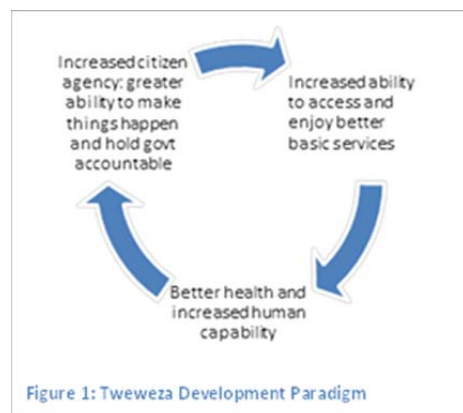 Increased citizen
agency: greater
ability to make
things happen
and hold govt
accountable
Increased ability
to access and
enjoy better
basic services
Better health and
increased human
capability
Figure 1: Tweweza Development Paradigm